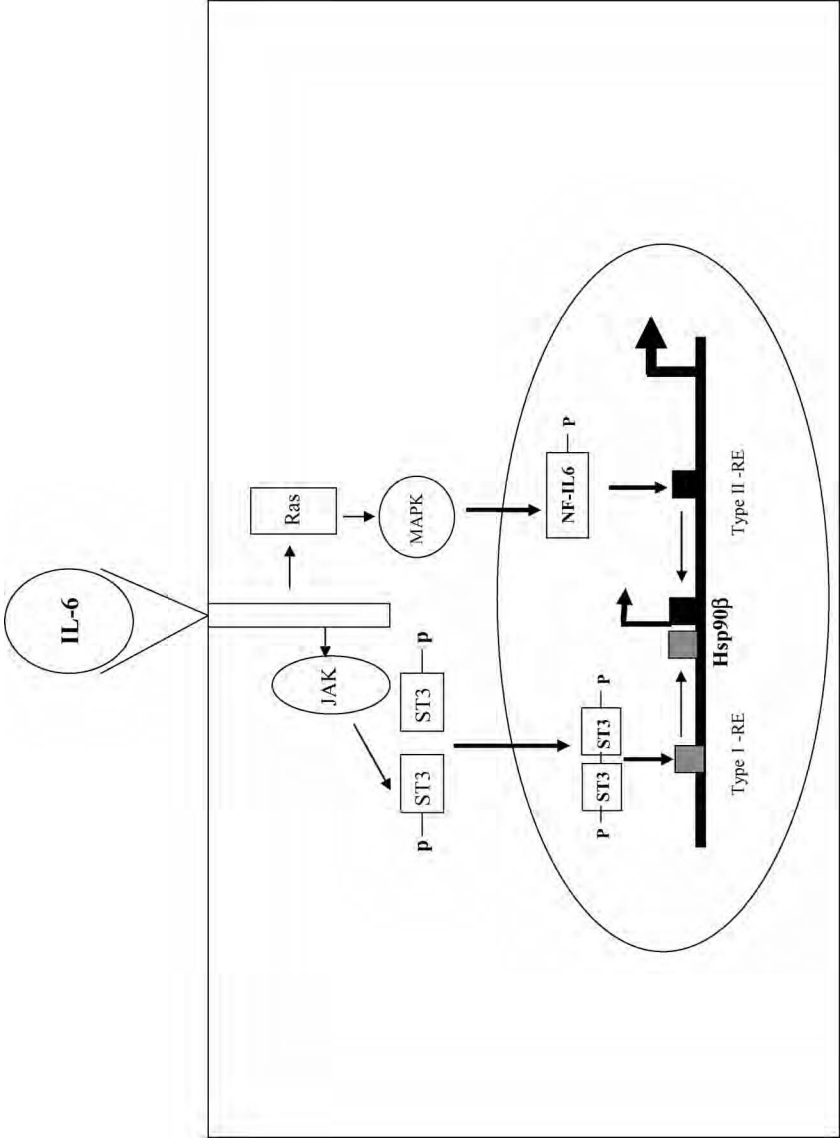 IL-6
Ras
JAK
MAPK
ST3
P
ST3
P
NF-IL6
P
P
ST3
ST3
P
Type I -RE
Hsp90β
Type II -RE